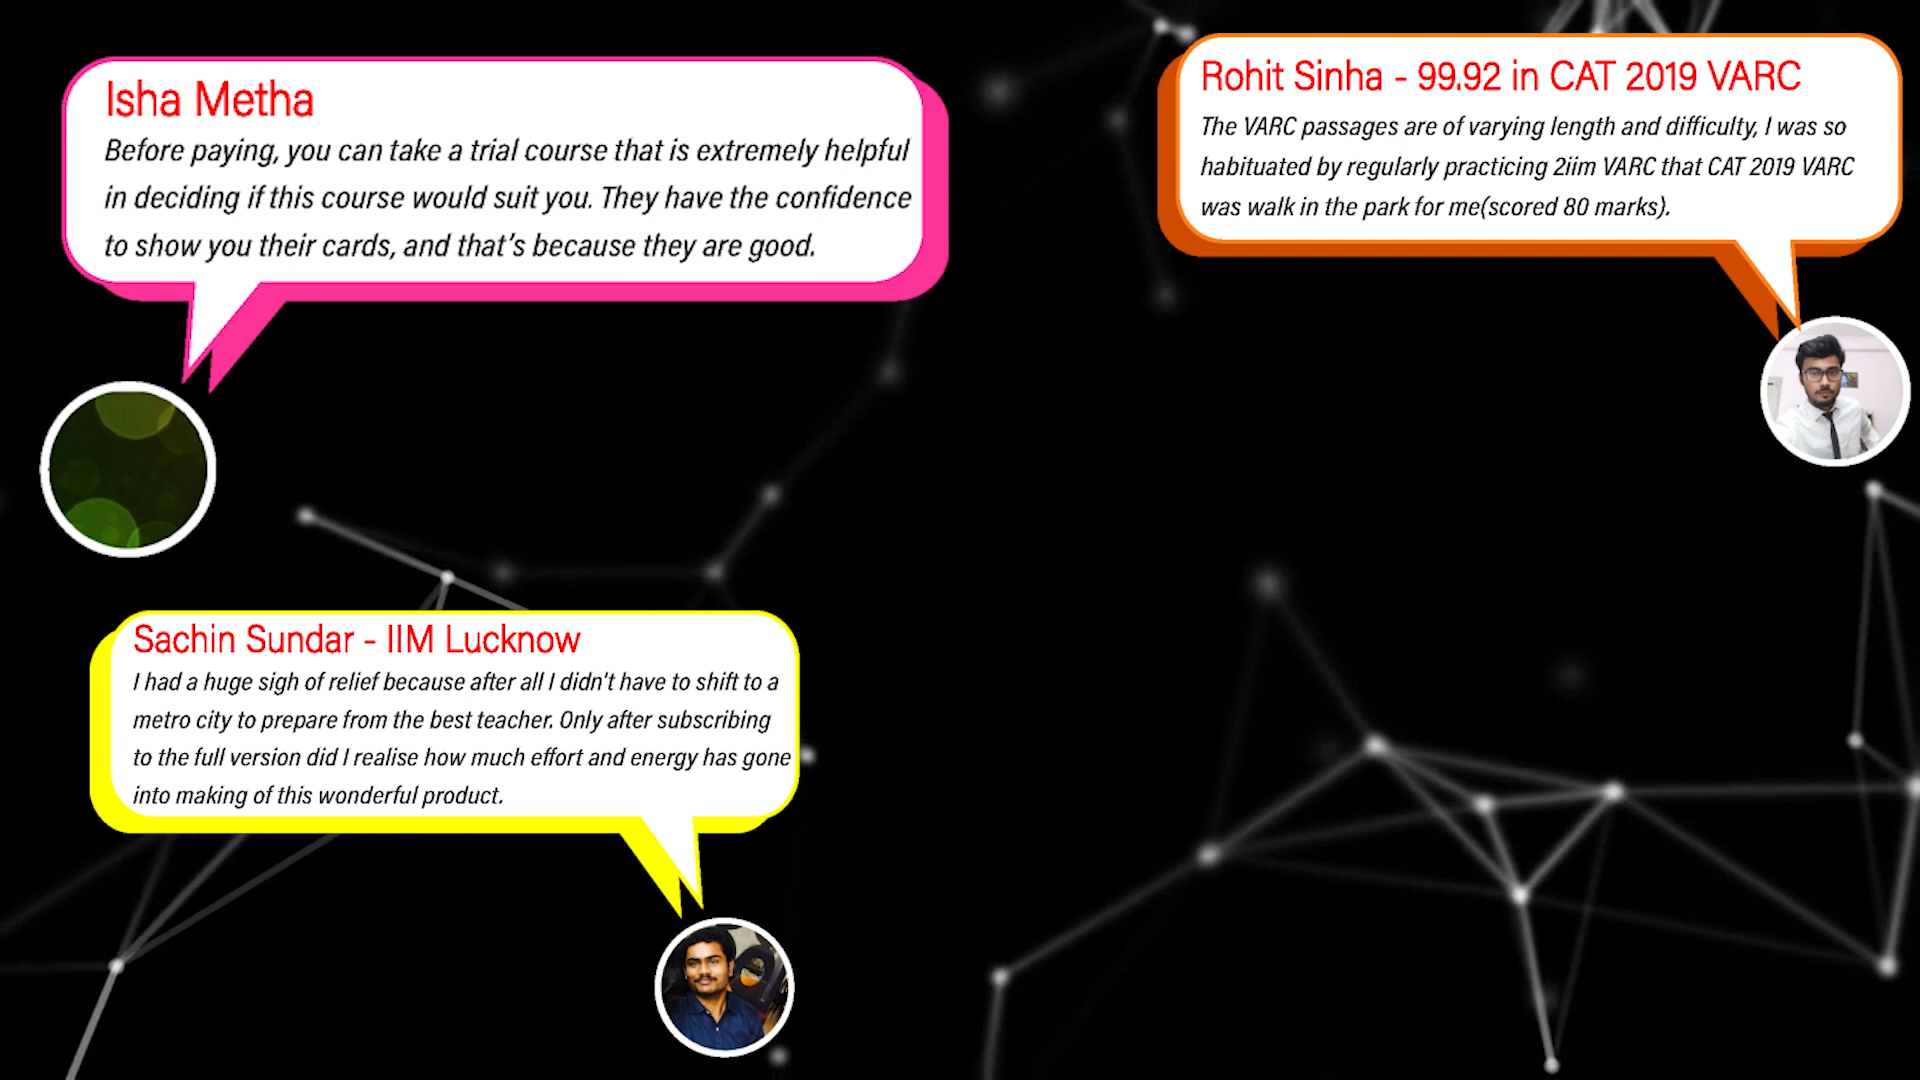 Isha Metha
Before paying, you can take a trial course that is extremely helpful
in deciding if this course would suit you. They have the confidence
to show you their cards, and that's because they are good.
Rohit Sinha - 99.92 in CAT 2019 VARC
The VARC passages are of varying length and difficulty, I was so
habituated by regularly practicing 2iim VARC that CAT 2019 VARC
was walk in the park for me(scored 80 marks).
Sachin Sundar - IIM Lucknow
I had a huge sigh of relief because after all I didn't have to shift to a
metro city to prepare from the best teacher. Only after subscribing
to the full version did I realise how much effort and energy has gone
into making of this wonderful product.